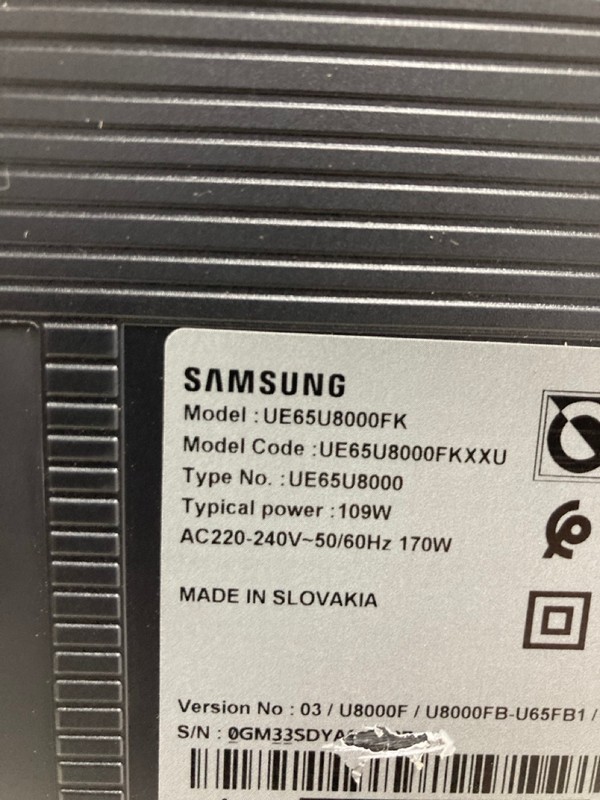 SAMSUNG
Model : UE65U8000FK
Model Code : UE65U8000FKXXU
Type No. : UE65U8000
Typical power : 109W
AC220-240V~50/60Hz 170W
MADE IN SLOVAKIA
Version No : 03 / U8000F / U8000FB-U65FB1 /
S/N :